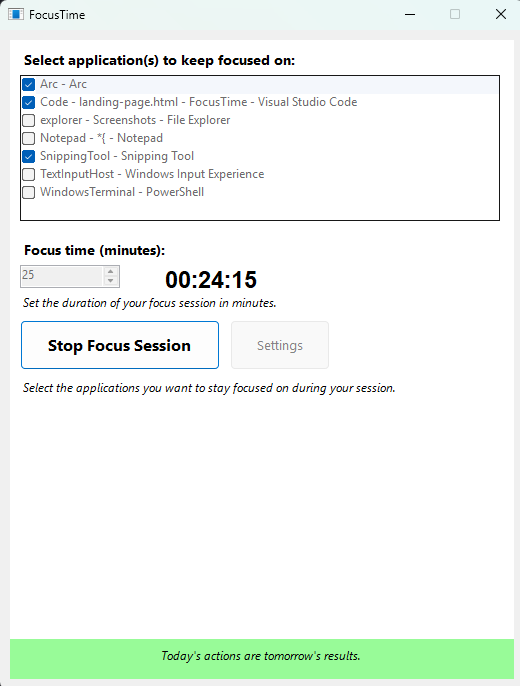 FocusTime
Select application(s) to keep focused on:
Arc - Arc
Code - landing-page.html - FocusTime - Visual Studio Code
explorer - Screenshots - File Explorer
Notepad - *{ - Notepad
SnippingTool - Snipping Tool
TextInputHost - Windows Input Experience
WindowsTerminal - PowerShell
Focus time (minutes):
25 00:24:15
Set the duration of your focus session in minutes.
Stop Focus Session Settings
Select the applications you want to stay focused on during your session.
Today's actions are tomorrow's results.